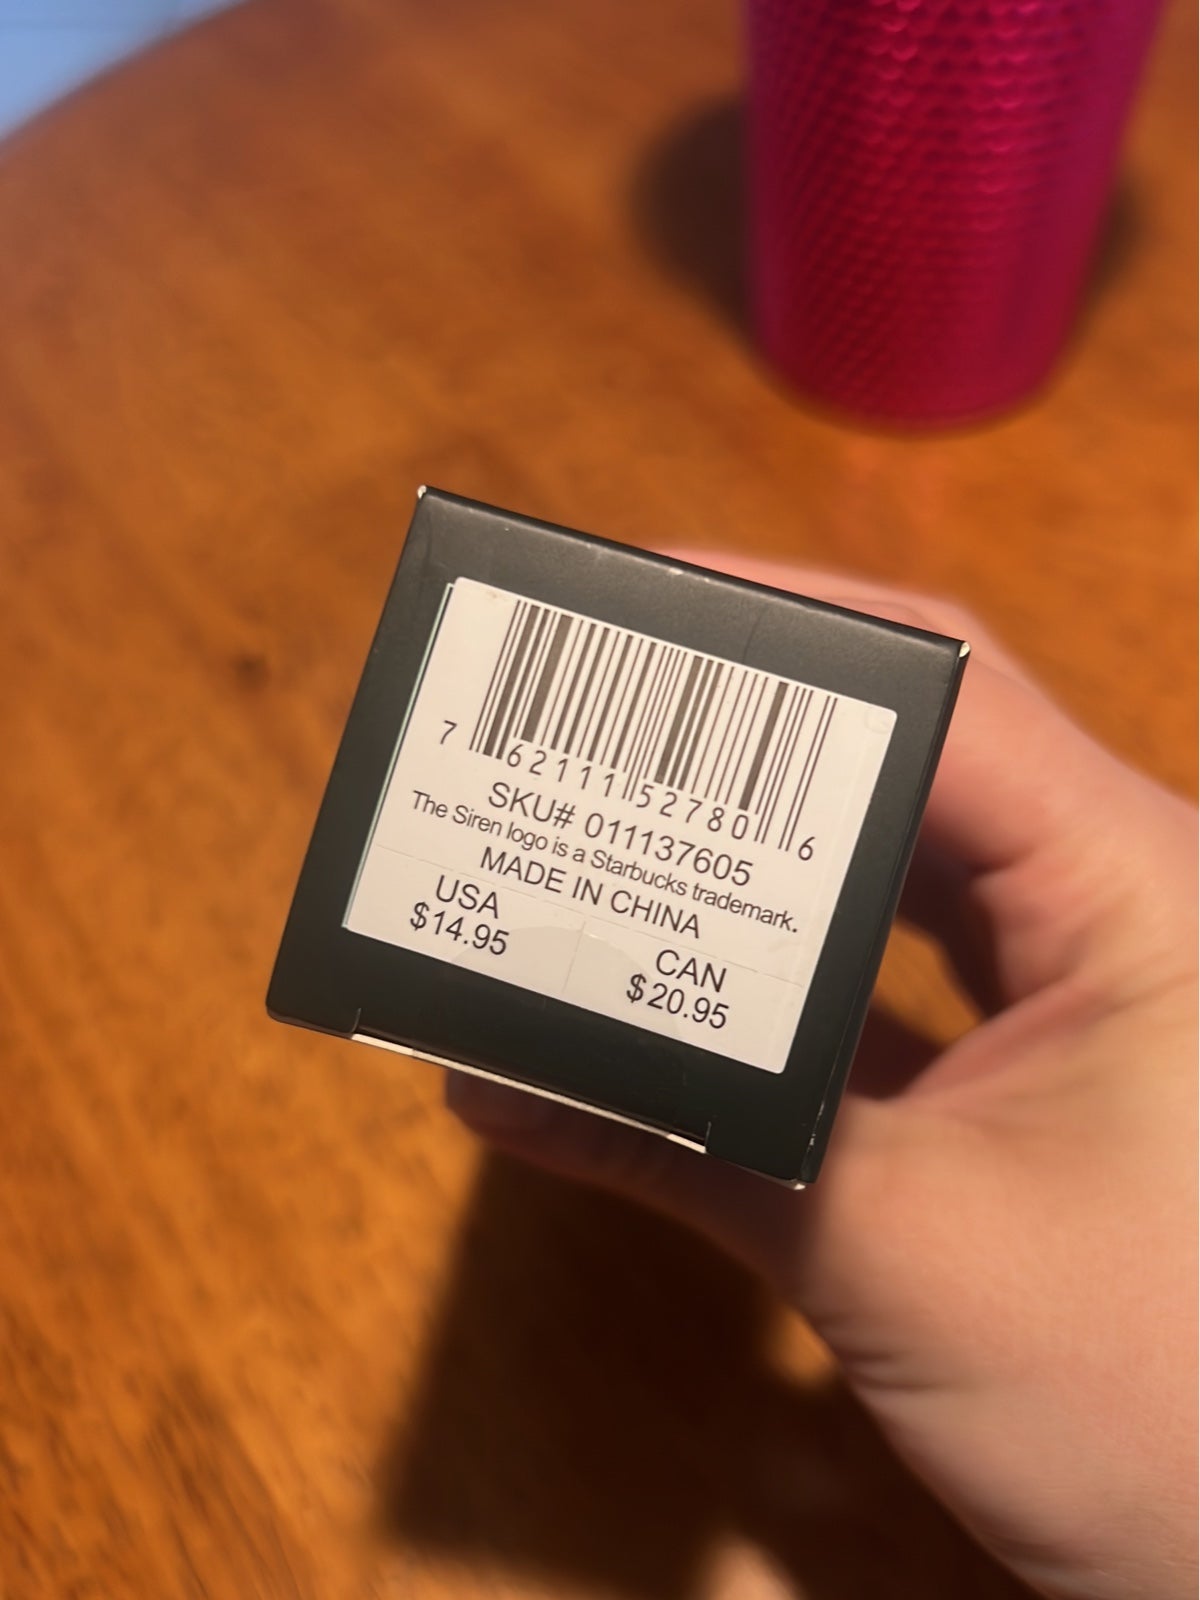 7 62111 52780 6
SKU# 011137605
The Siren logo is a Starbucks trademark.
MADE IN CHINA
USA
$14.95
CAN
$20.95